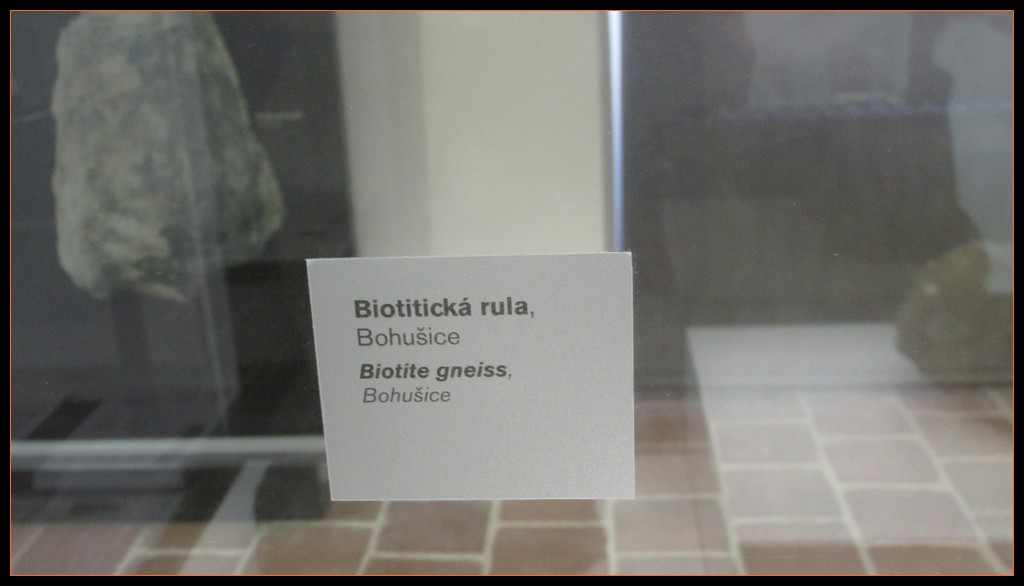 Biotitická rula,
Bohušice
Biotite gneiss,
Bohušice